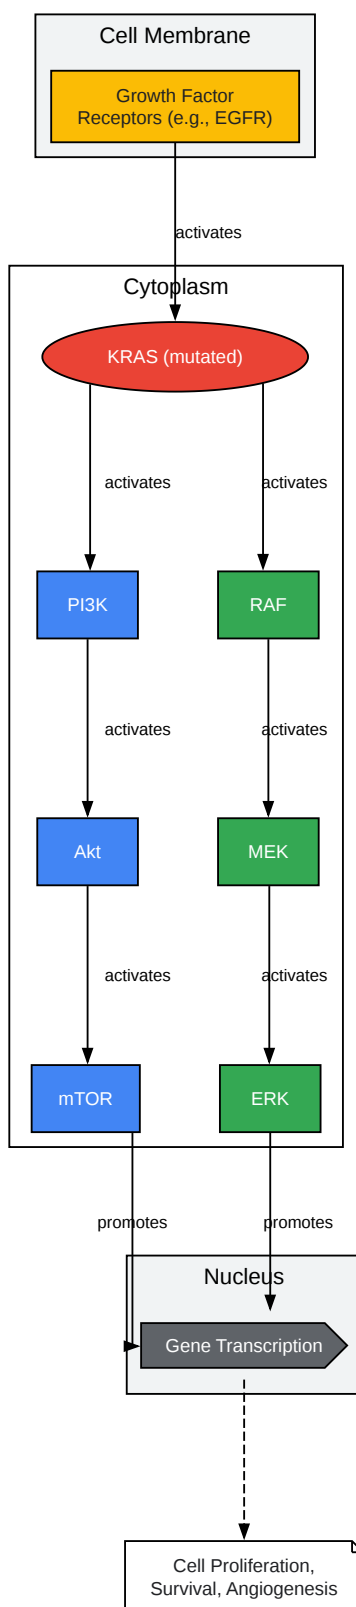 Cell Membrane
Growth Factor
Receptors (e.g., EGFR)
activates
Cytoplasm
KRAS (mutated)
activates
activates
PI3K
RAF
activates
activates
Akt
MEK
activates
activates
mTOR
ERK
promotes
promotes
Nucleus
Gene Transcription
Cell Proliferation,
Survival, Angiogenesis